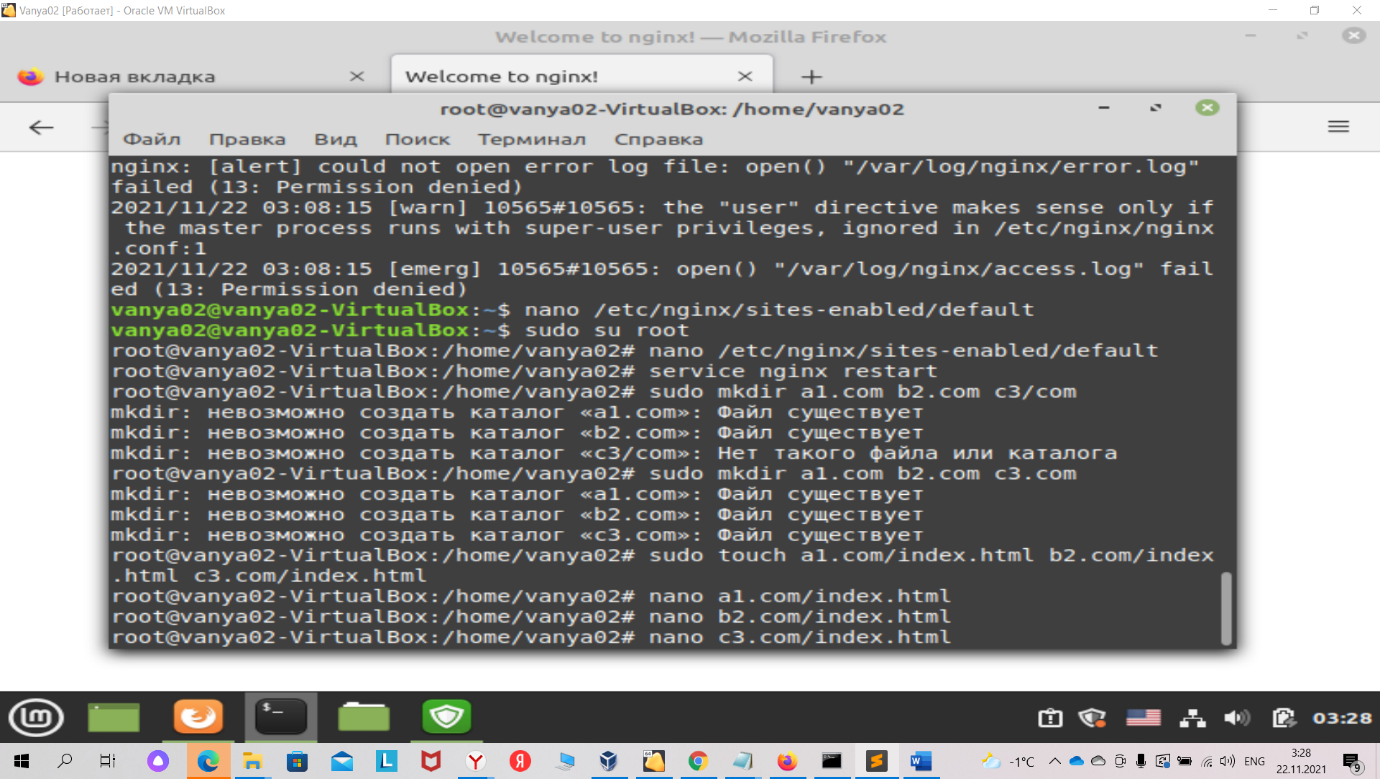 Vanya02 [Работает] - Oracle VM VirtualBox
Welcome to nginx! — Mozilla Firefox
Новая вкладка
Welcome to nginx!
root@vanya02-VirtualBox: /home/vanya02
Файл Правка Вид Поиск Терминал Справка
nginx: [alert] could not open error log file: open() "/var/log/nginx/error.log"
failed (13: Permission denied)
2021/11/22 03:08:15 [warn] 10565#10565: the "user" directive makes sense only if
the master process runs with super-user privileges, ignored in /etc/nginx/nginx
.conf:1
2021/11/22 03:08:15 [emerg] 10565#10565: open() "/var/log/nginx/access.log" fail
ed (13: Permission denied)
vanya02@vanya02-VirtualBox:~$ nano /etc/nginx/sites-enabled/default
vanya02@vanya02-VirtualBox:~$ sudo su root
root@vanya02-VirtualBox:/home/vanya02# nano /etc/nginx/sites-enabled/default
root@vanya02-VirtualBox:/home/vanya02# service nginx restart
root@vanya02-VirtualBox:/home/vanya02# sudo mkdir a1.com b2.com c3/com
mkdir: невозможно создать каталог «a1.com»: Файл существует
mkdir: невозможно создать каталог «b2.com»: Файл существует
mkdir: невозможно создать каталог «c3/com»: Нет такого файла или каталога
root@vanya02-VirtualBox:/home/vanya02# sudo mkdir a1.com b2.com c3.com
mkdir: невозможно создать каталог «a1.com»: Файл существует
mkdir: невозможно создать каталог «b2.com»: Файл существует
mkdir: невозможно создать каталог «c3.com»: Файл существует
root@vanya02-VirtualBox:/home/vanya02# sudo touch a1.com/index.html b2.com/index
.html c3.com/index.html
root@vanya02-VirtualBox:/home/vanya02# nano a1.com/index.html
root@vanya02-VirtualBox:/home/vanya02# nano b2.com/index.html
root@vanya02-VirtualBox:/home/vanya02# nano c3.com/index.html
03:28
-1°C
ENG
3:28
22.11.2021
9